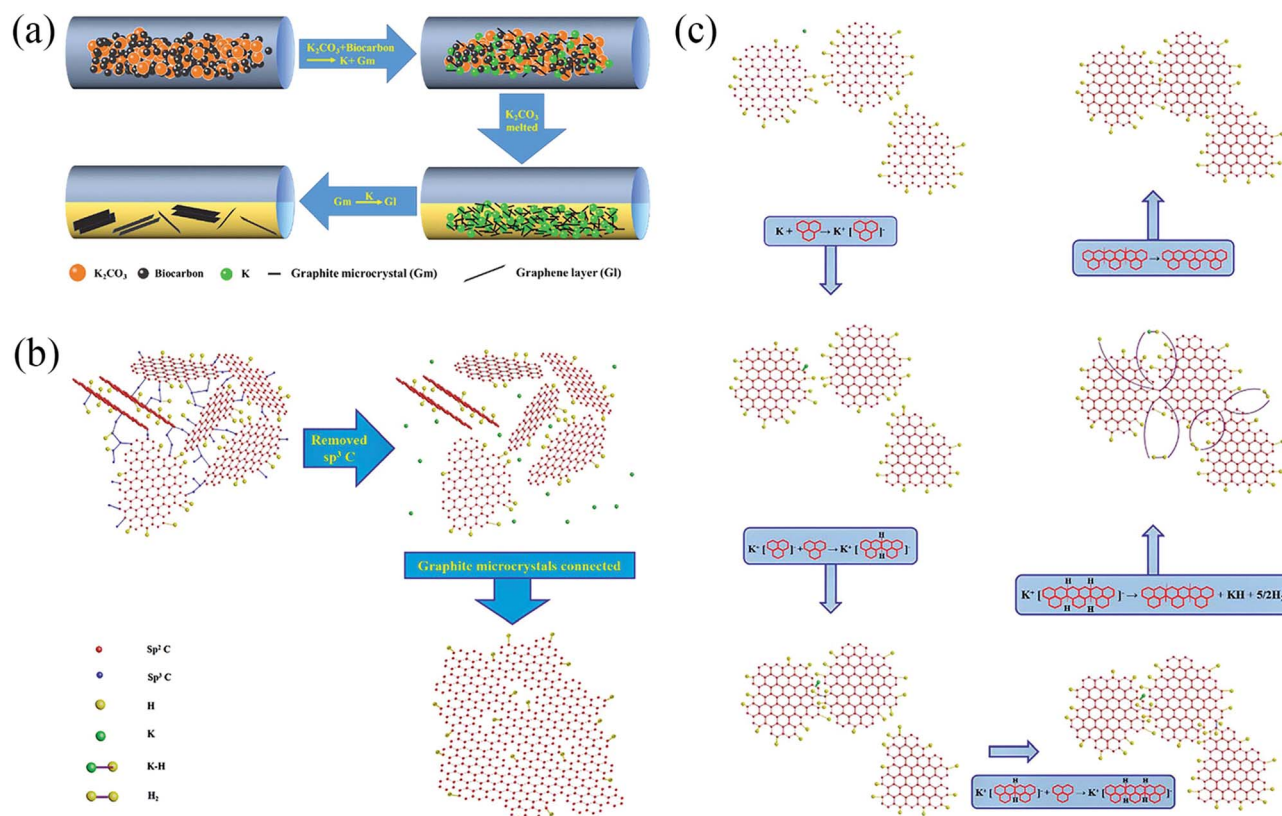 (a)
K₂CO₃+Biocarbon
→ K+ Gm
K₂CO₃
melted
Gm K→ Gl
K₂CO₃
Biocarbon
K
Graphite microcrystal (Gm)
Graphene layer (Gl)
(b)
Removed
sp³ C
Graphite microcrystals connected
Sp² C
Sp³ C
H
K
K-H
H₂
(c)
K + → K⁺ [ ]⁻
K⁺ [ ]⁻ + → K⁺ [ H H ]⁻
K⁺ [ H H ]⁻ + → K⁺ [ H H H H ]⁻
K⁺ [ H H H H ]⁻ → + KH + 5/2H₂
→